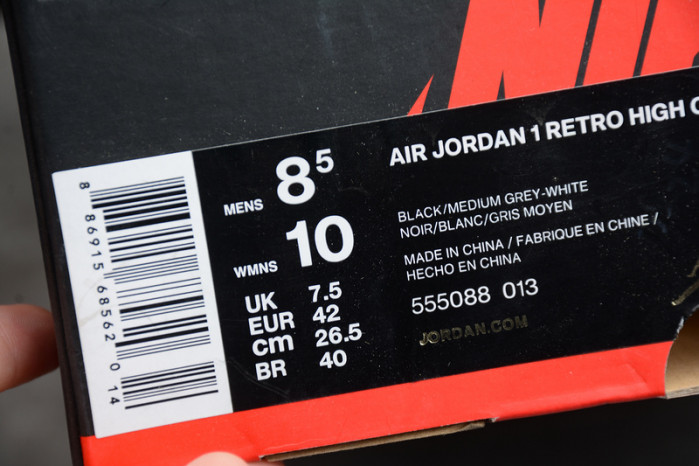 AIR JORDAN 1 RETRO HIGH
MENS 8⁵
WMNS 10
UK 7.5
EUR 42
cm 26.5
BR 40
BLACK/MEDIUM GREY-WHITE
NOIR/BLANC/GRIS MOYEN
MADE IN CHINA / FABRIQUE EN CHINE /
HECHO EN CHINA
555088 013
JORDAN.COM
8 86915 68562 0 14